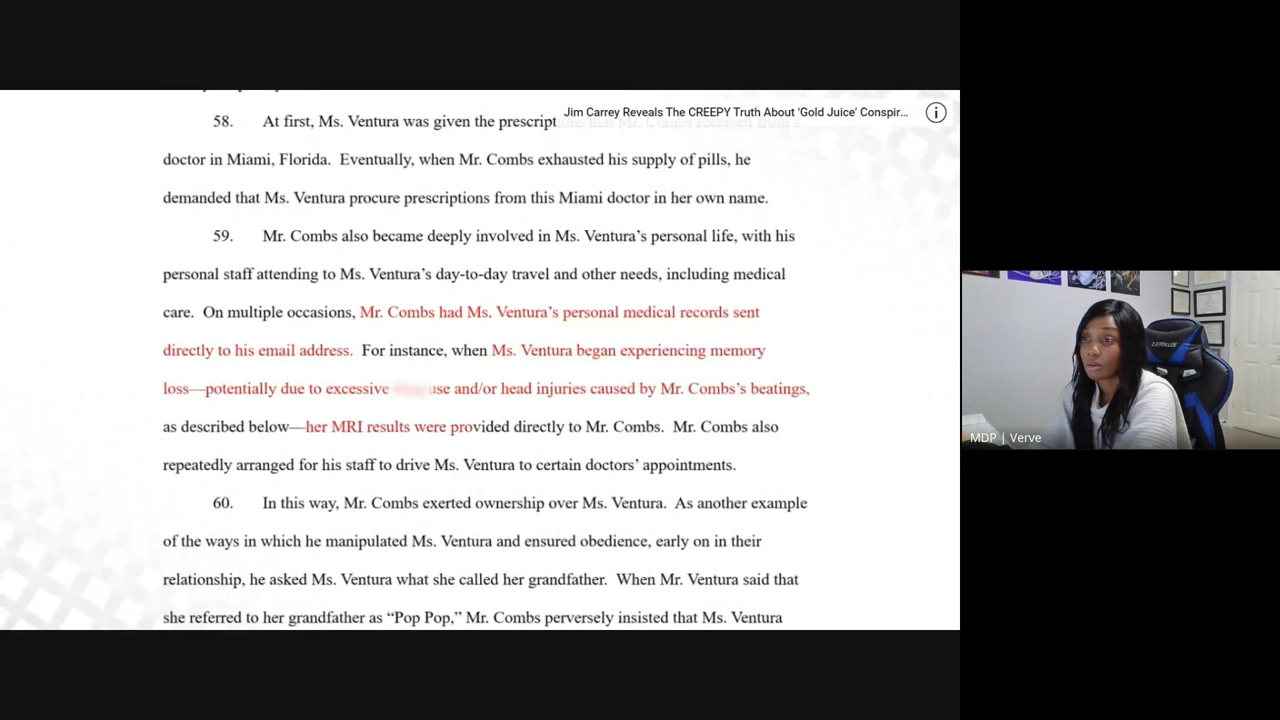 Jim Carrey Reveals The CREEPY Truth About 'Gold Juice' Conspir...
58. At first, Ms. Ventura was given the prescript
doctor in Miami, Florida. Eventually, when Mr. Combs exhausted his supply of pills, he
demanded that Ms. Ventura procure prescriptions from this Miami doctor in her own name.
59. Mr. Combs also became deeply involved in Ms. Ventura's personal life, with his
personal staff attending to Ms. Ventura's day-to-day travel and other needs, including medical
care. On multiple occasions, Mr. Combs had Ms. Ventura's personal medical records sent
directly to his email address. For instance, when Ms. Ventura began experiencing memory
loss—potentially due to excessive use and/or head injuries caused by Mr. Combs's beatings,
as described below—her MRI results were provided directly to Mr. Combs. Mr. Combs also
repeatedly arranged for his staff to drive Ms. Ventura to certain doctors' appointments.
60. In this way, Mr. Combs exerted ownership over Ms. Ventura. As another example
of the ways in which he manipulated Ms. Ventura and ensured obedience, early on in their
relationship, he asked Ms. Ventura what she called her grandfather. When Mr. Ventura said that
she referred to her grandfather as "Pop Pop," Mr. Combs perversely insisted that Ms. Ventura
MDP | Verve